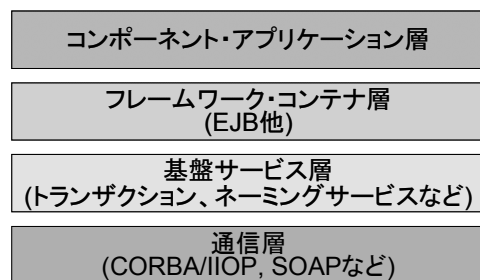 コンポーネント・アプリケーション層
フレームワーク・コンテナ層
(EJB他)
基盤サービス層
(トランザクション、ネーミングサービスなど)
通信層
(CORBA/IIOP, SOAPなど)